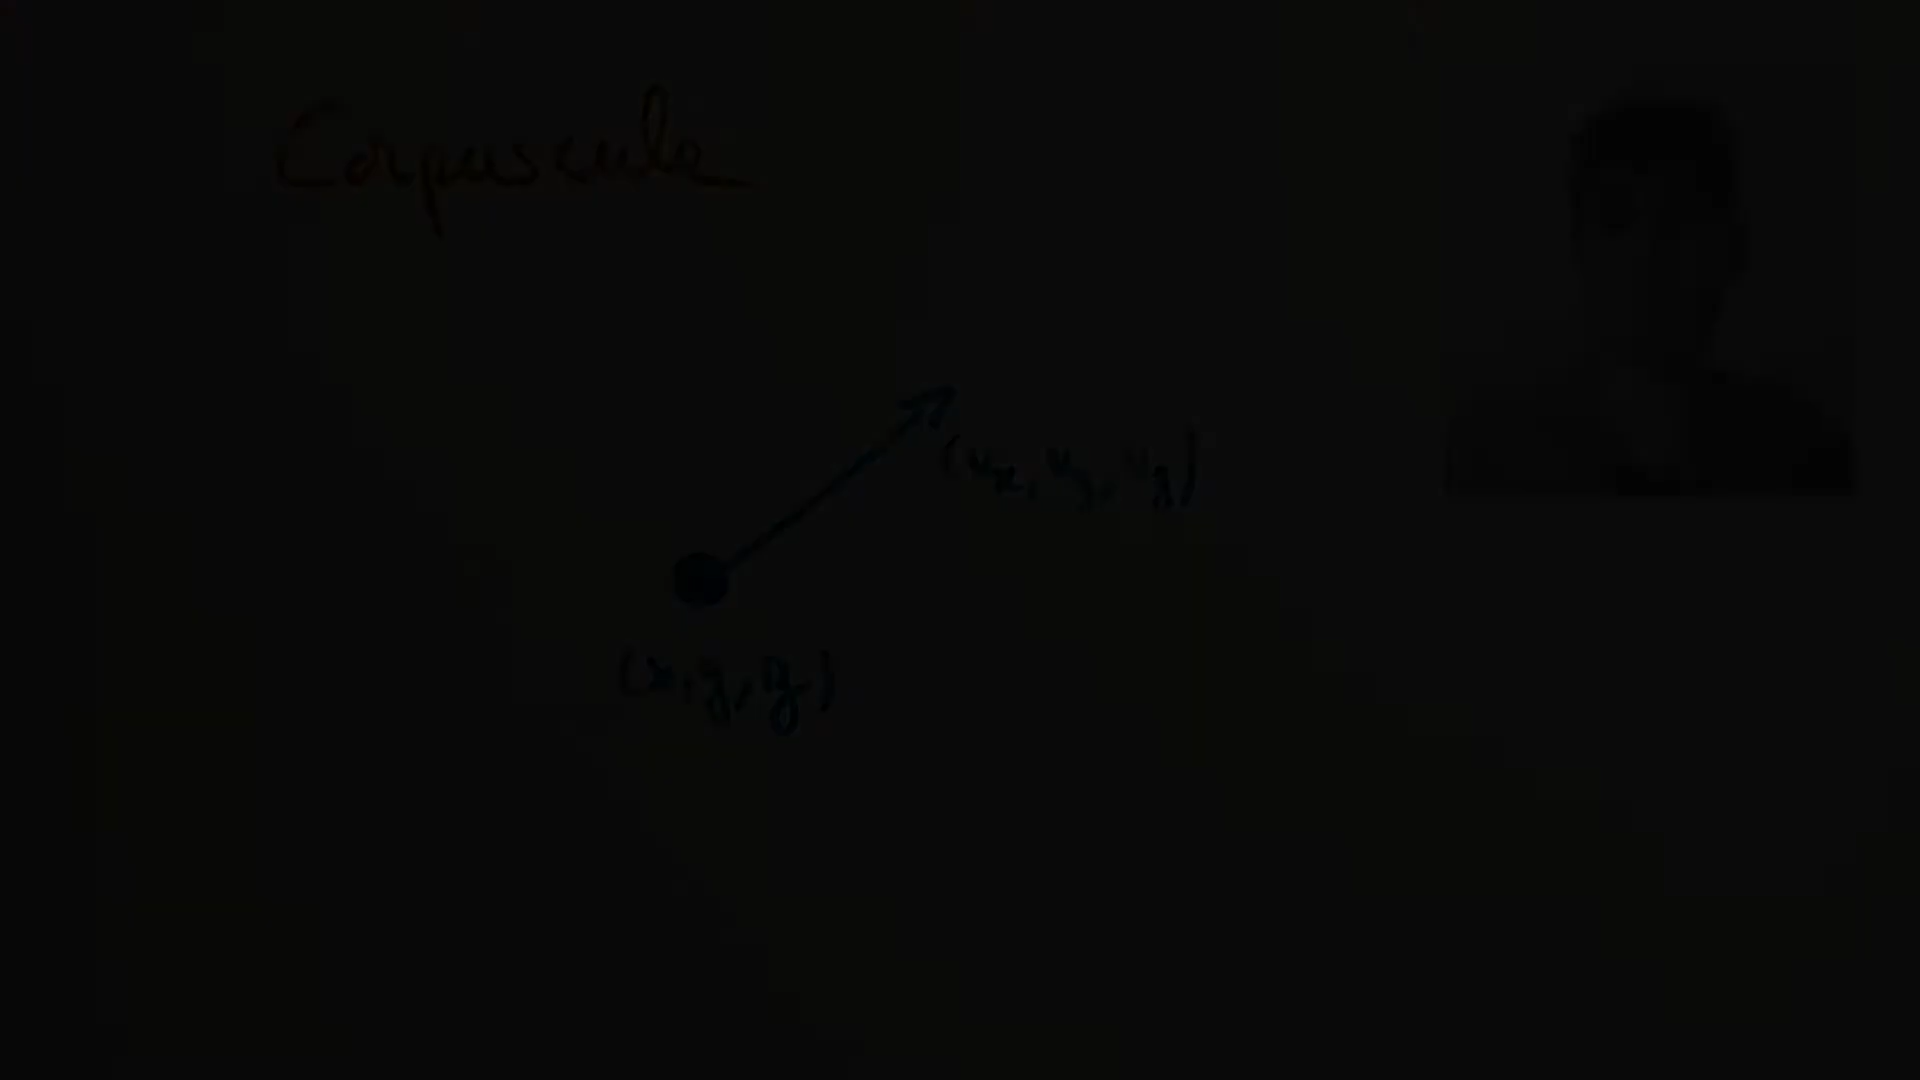 Corpuscule
(vx, vy, vz)
(x, y, z)